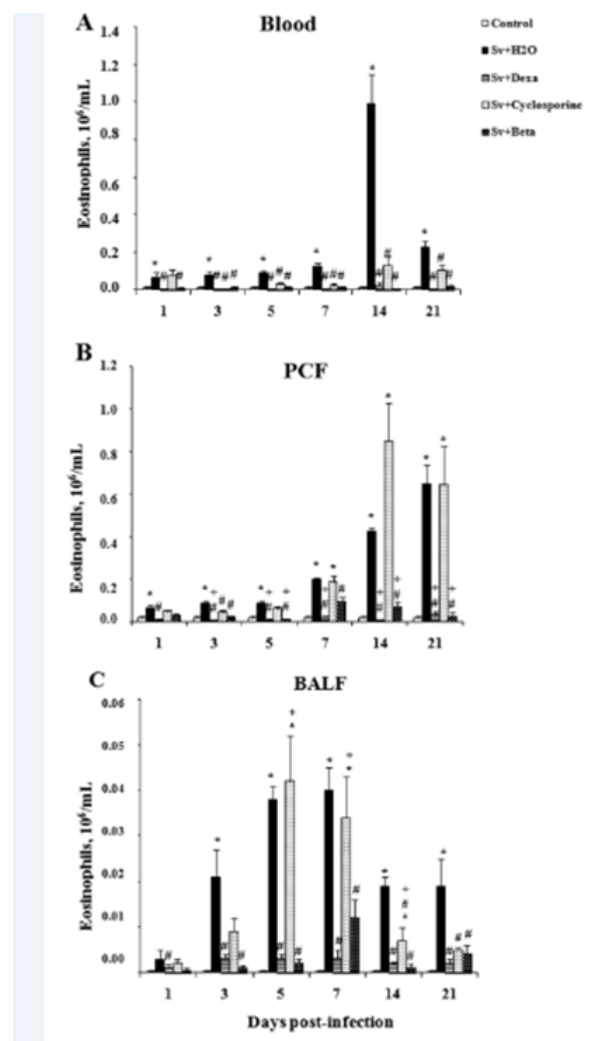 A
Blood
Control
Sv+H2O
Sv+Dexa
Sv+Cyclosporine
Sv+Beta
Eosinophils, 10⁶/mL
1.4
1.2
1.0
0.6
0.4
0.2
0.0
1 3 5 7 14 21
B
PCF
Eosinophils, 10⁶/mL
1.2
1.0
0.8
0.6
0.4
0.2
0.0
1 3 5 7 14 21
C
BALF
Eosinophils, 10⁶/mL
0.06
0.05
0.04
0.03
0.02
0.01
0.00
1 3 5 7 14 21
Days post-infection